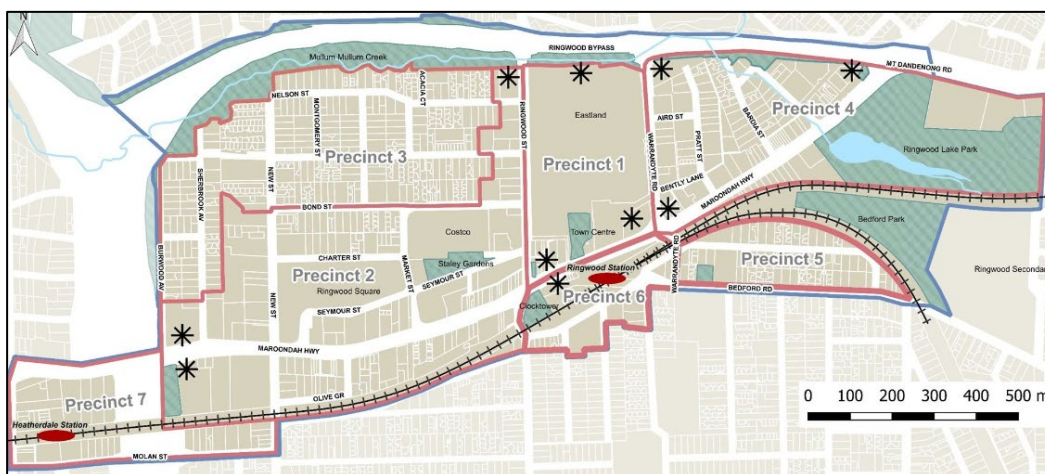 N
RINGWOOD BYPASS
Mullum Mullum Creek
MT DANDENONG RD
NELSON ST
ACACIA CT
MONTGOMERY ST
Precinct 3
RINGWOOD ST
Eastland
Precinct 1
WARRANDYTE RD
AIRD ST
PRATT ST
BARDIA ST
Precinct 4
Ringwood Lake Park
BENTLY LANE
MAROONDAH HWY
SHERBROOK AV
NEW ST
BOND ST
BURWOOD AV
Costco
Town Centre
Bedford Park
CHARTER ST
Staley Gardens
Precinct 2
MARKET ST
SEYMOUR ST
Ringwood Square
Ringwood Station
WARRANDYTE RD
Precinct 5
Ringwood Secondar
NEW ST
SEYMOUR ST
Clocktower
Precinct 6
BEDFORD RD
MAROONDAH HWY
OLIVE GR
Precinct 7
Heatherdale Station
MOLAN ST
0 100 200 300 400 500 m